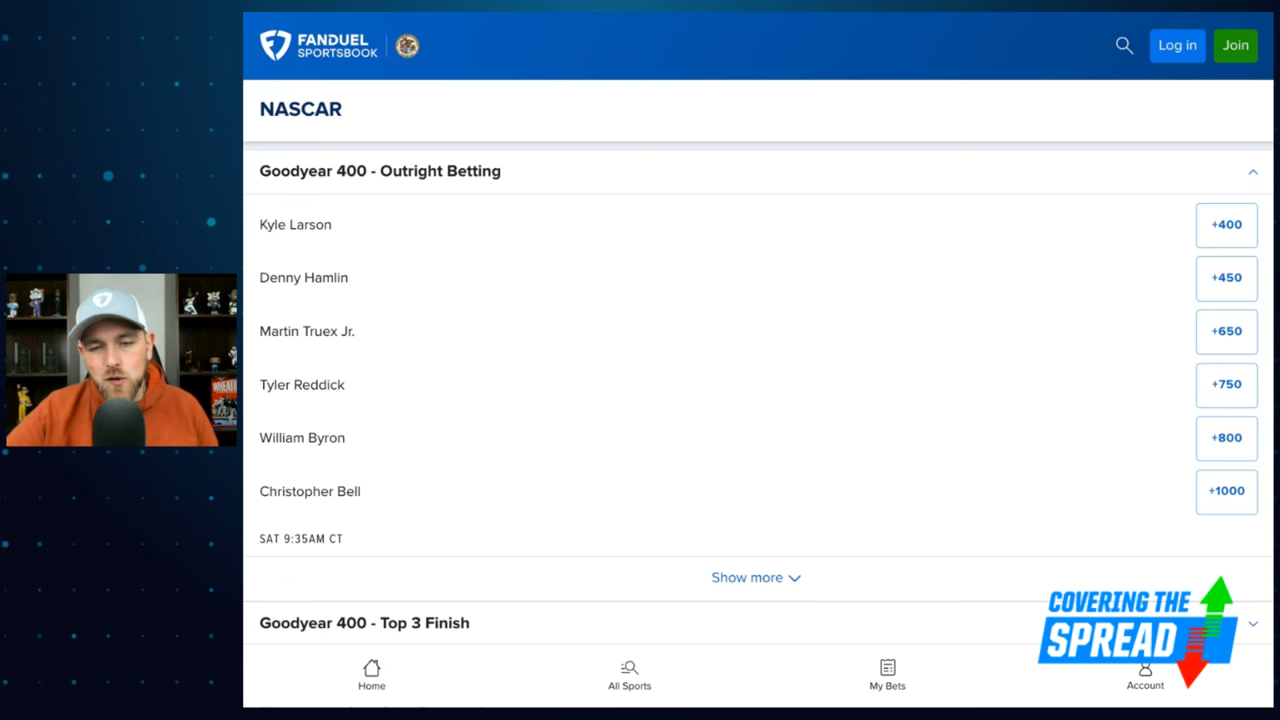 FANDUEL
SPORTSBOOK
Log in
Join
NASCAR
Goodyear 400 - Outright Betting
Kyle Larson
+400
Denny Hamlin
+450
Martin Truex Jr.
+650
Tyler Reddick
+750
William Byron
+800
Christopher Bell
+1000
SAT 9:35AM CT
Show more
Goodyear 400 - Top 3 Finish
COVERING THE
SPREAD
Home
All Sports
My Bets
Account
WHEATIES